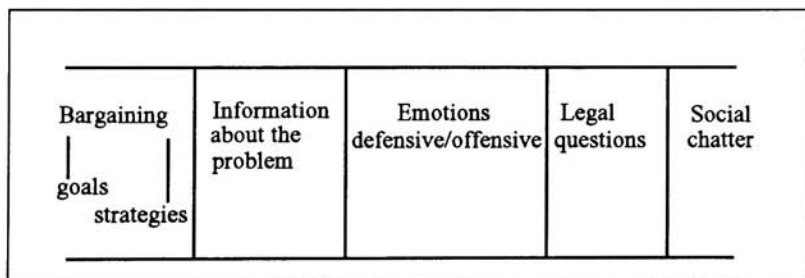 Bargaining
goals
strategies
Information
about the
problem
Emotions
defensive/offensive
Legal
questions
Social
chatter